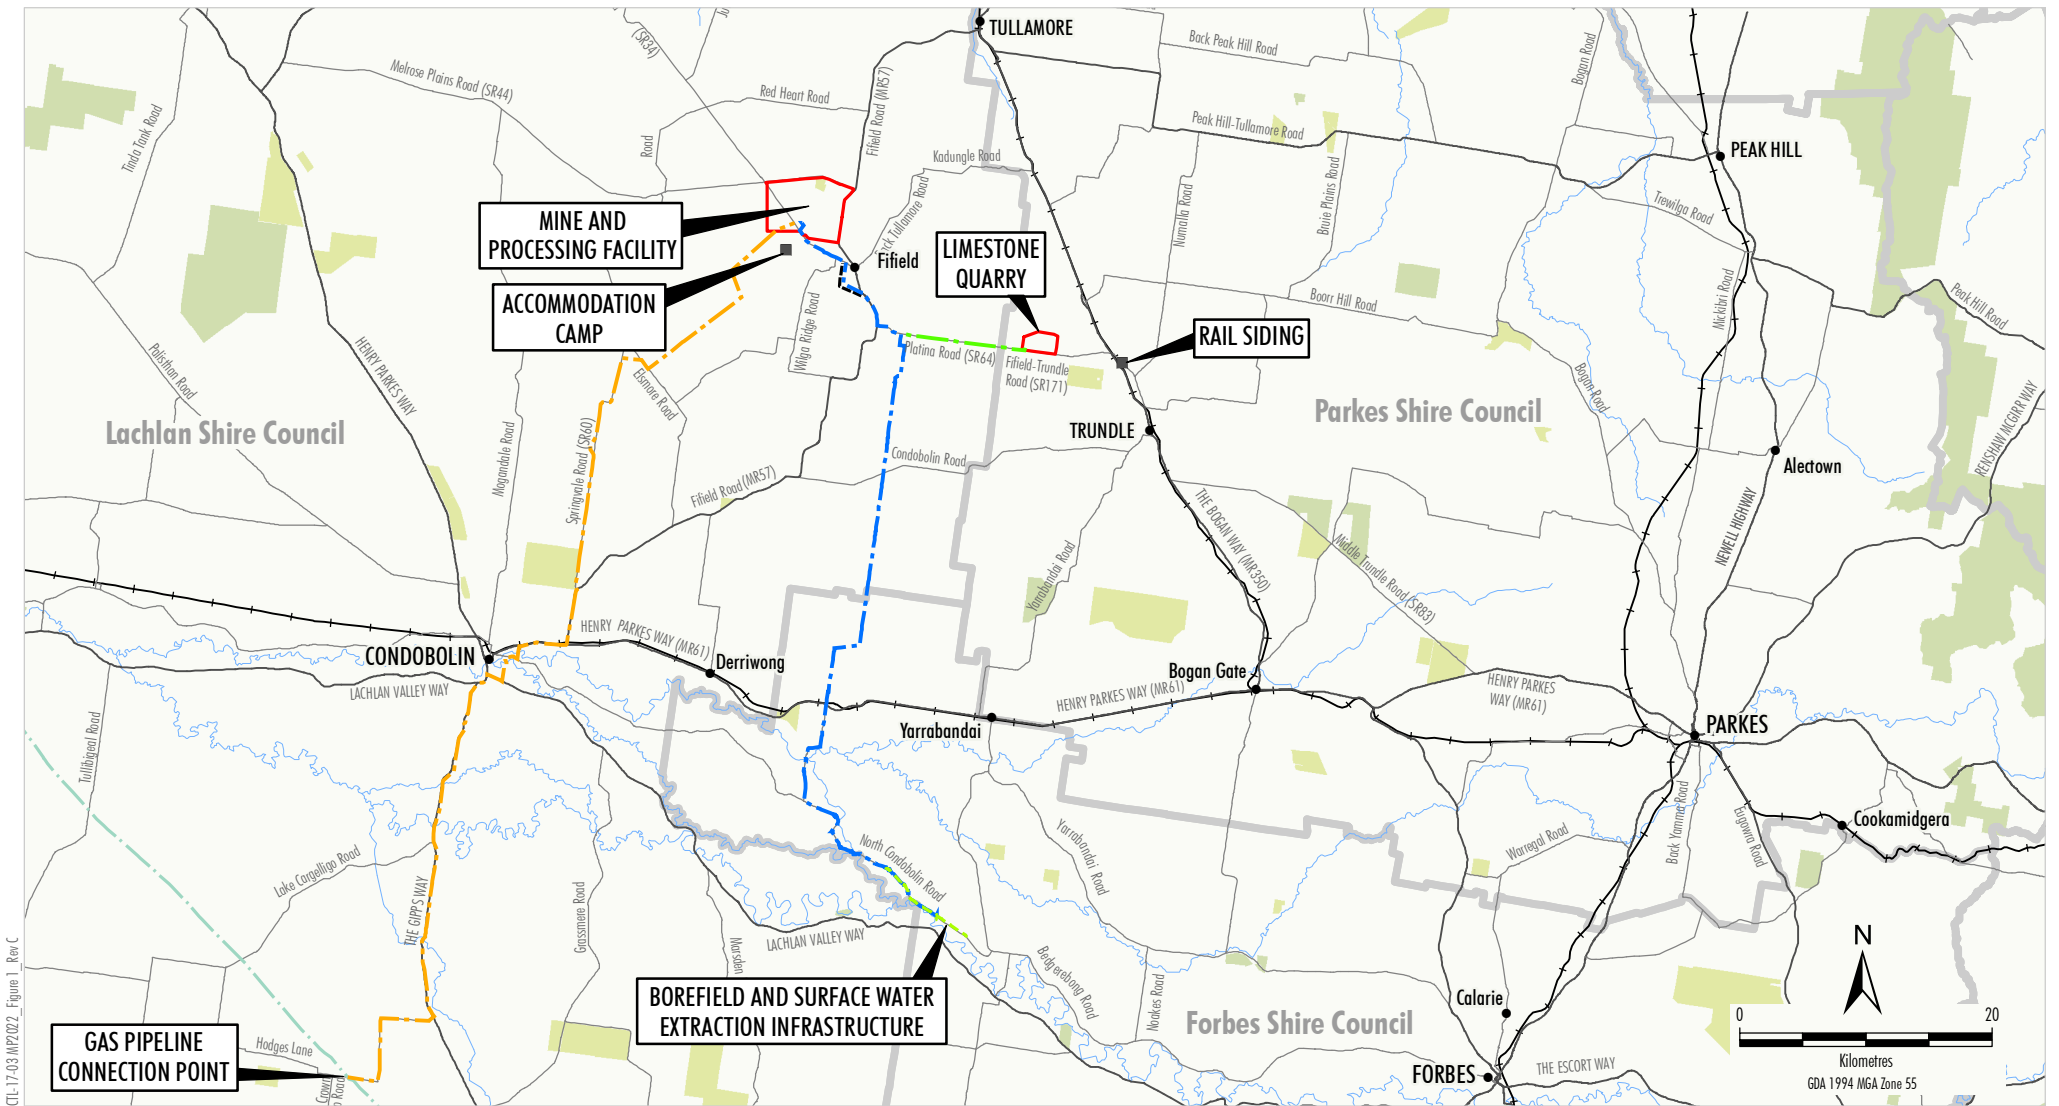 TULLAMORE
(SR34)
Back Peak Hill Road
Bogan Road
Melrose Plains Road (SR44)
Red Heart Road
Fifield Road (MR57)
Tinda Tank Road
Road
Peak Hill-Tullamore Road
PEAK HILL
Kadungle Road
Bruie Plains Road
Numulla Road
Trewilga Road
MINE AND
PROCESSING FACILITY
Fifield
LIMESTONE
QUARRY
ACCOMMODATION
CAMP
Wilga Ridge Road
Boorr Hill Road
Mickibri Road
Peak Hill Road
RAIL SIDING
Platina Road (SR64)
Fifield-Trundle
Road (SR171)
Palisthan Road
HENRY PARKES WAY
Elsmore Road
Bogan Road
Lachlan Shire Council
Parkes Shire Council
RENSHAW MCGIRR WAY
TRUNDLE
Mogandale Road
Springvale Road (SR60)
Condobolin Road
Alectown
Fifield Road (MR57)
THE BOGAN WAY (MR350)
NEWELL HIGHWAY
Yarrabandai Road
Middle Trundle Road (SR83)
HENRY PARKES WAY (MR61)
CONDOBOLIN
Derriwong
Bogan Gate
LACHLAN VALLEY WAY
HENRY PARKES WAY (MR61)
HENRY PARKES
WAY (MR61)
Yarrabandai
PARKES
Tullibigeal Road
Back Yamma Road
Eugowra Road
Cookamidgera
Yarrabandai Road
Warregal Road
North Condobolin Road
Lake Cargelligo Road
THE GIPPS WAY
Grassmere Road
LACHLAN VALLEY WAY
Marsden
Bedgerebong Road
Noakes Road
N
BOREFIELD AND SURFACE WATER
EXTRACTION INFRASTRUCTURE
Calarie
Forbes Shire Council
0 20
Kilometres
GDA 1994 MGA Zone 55
GAS PIPELINE
CONNECTION POINT
Hodges Lane
Crown
Road
FORBES
THE ESCORT WAY
CTL-17-03 MP2022_Figure 1_Rev C